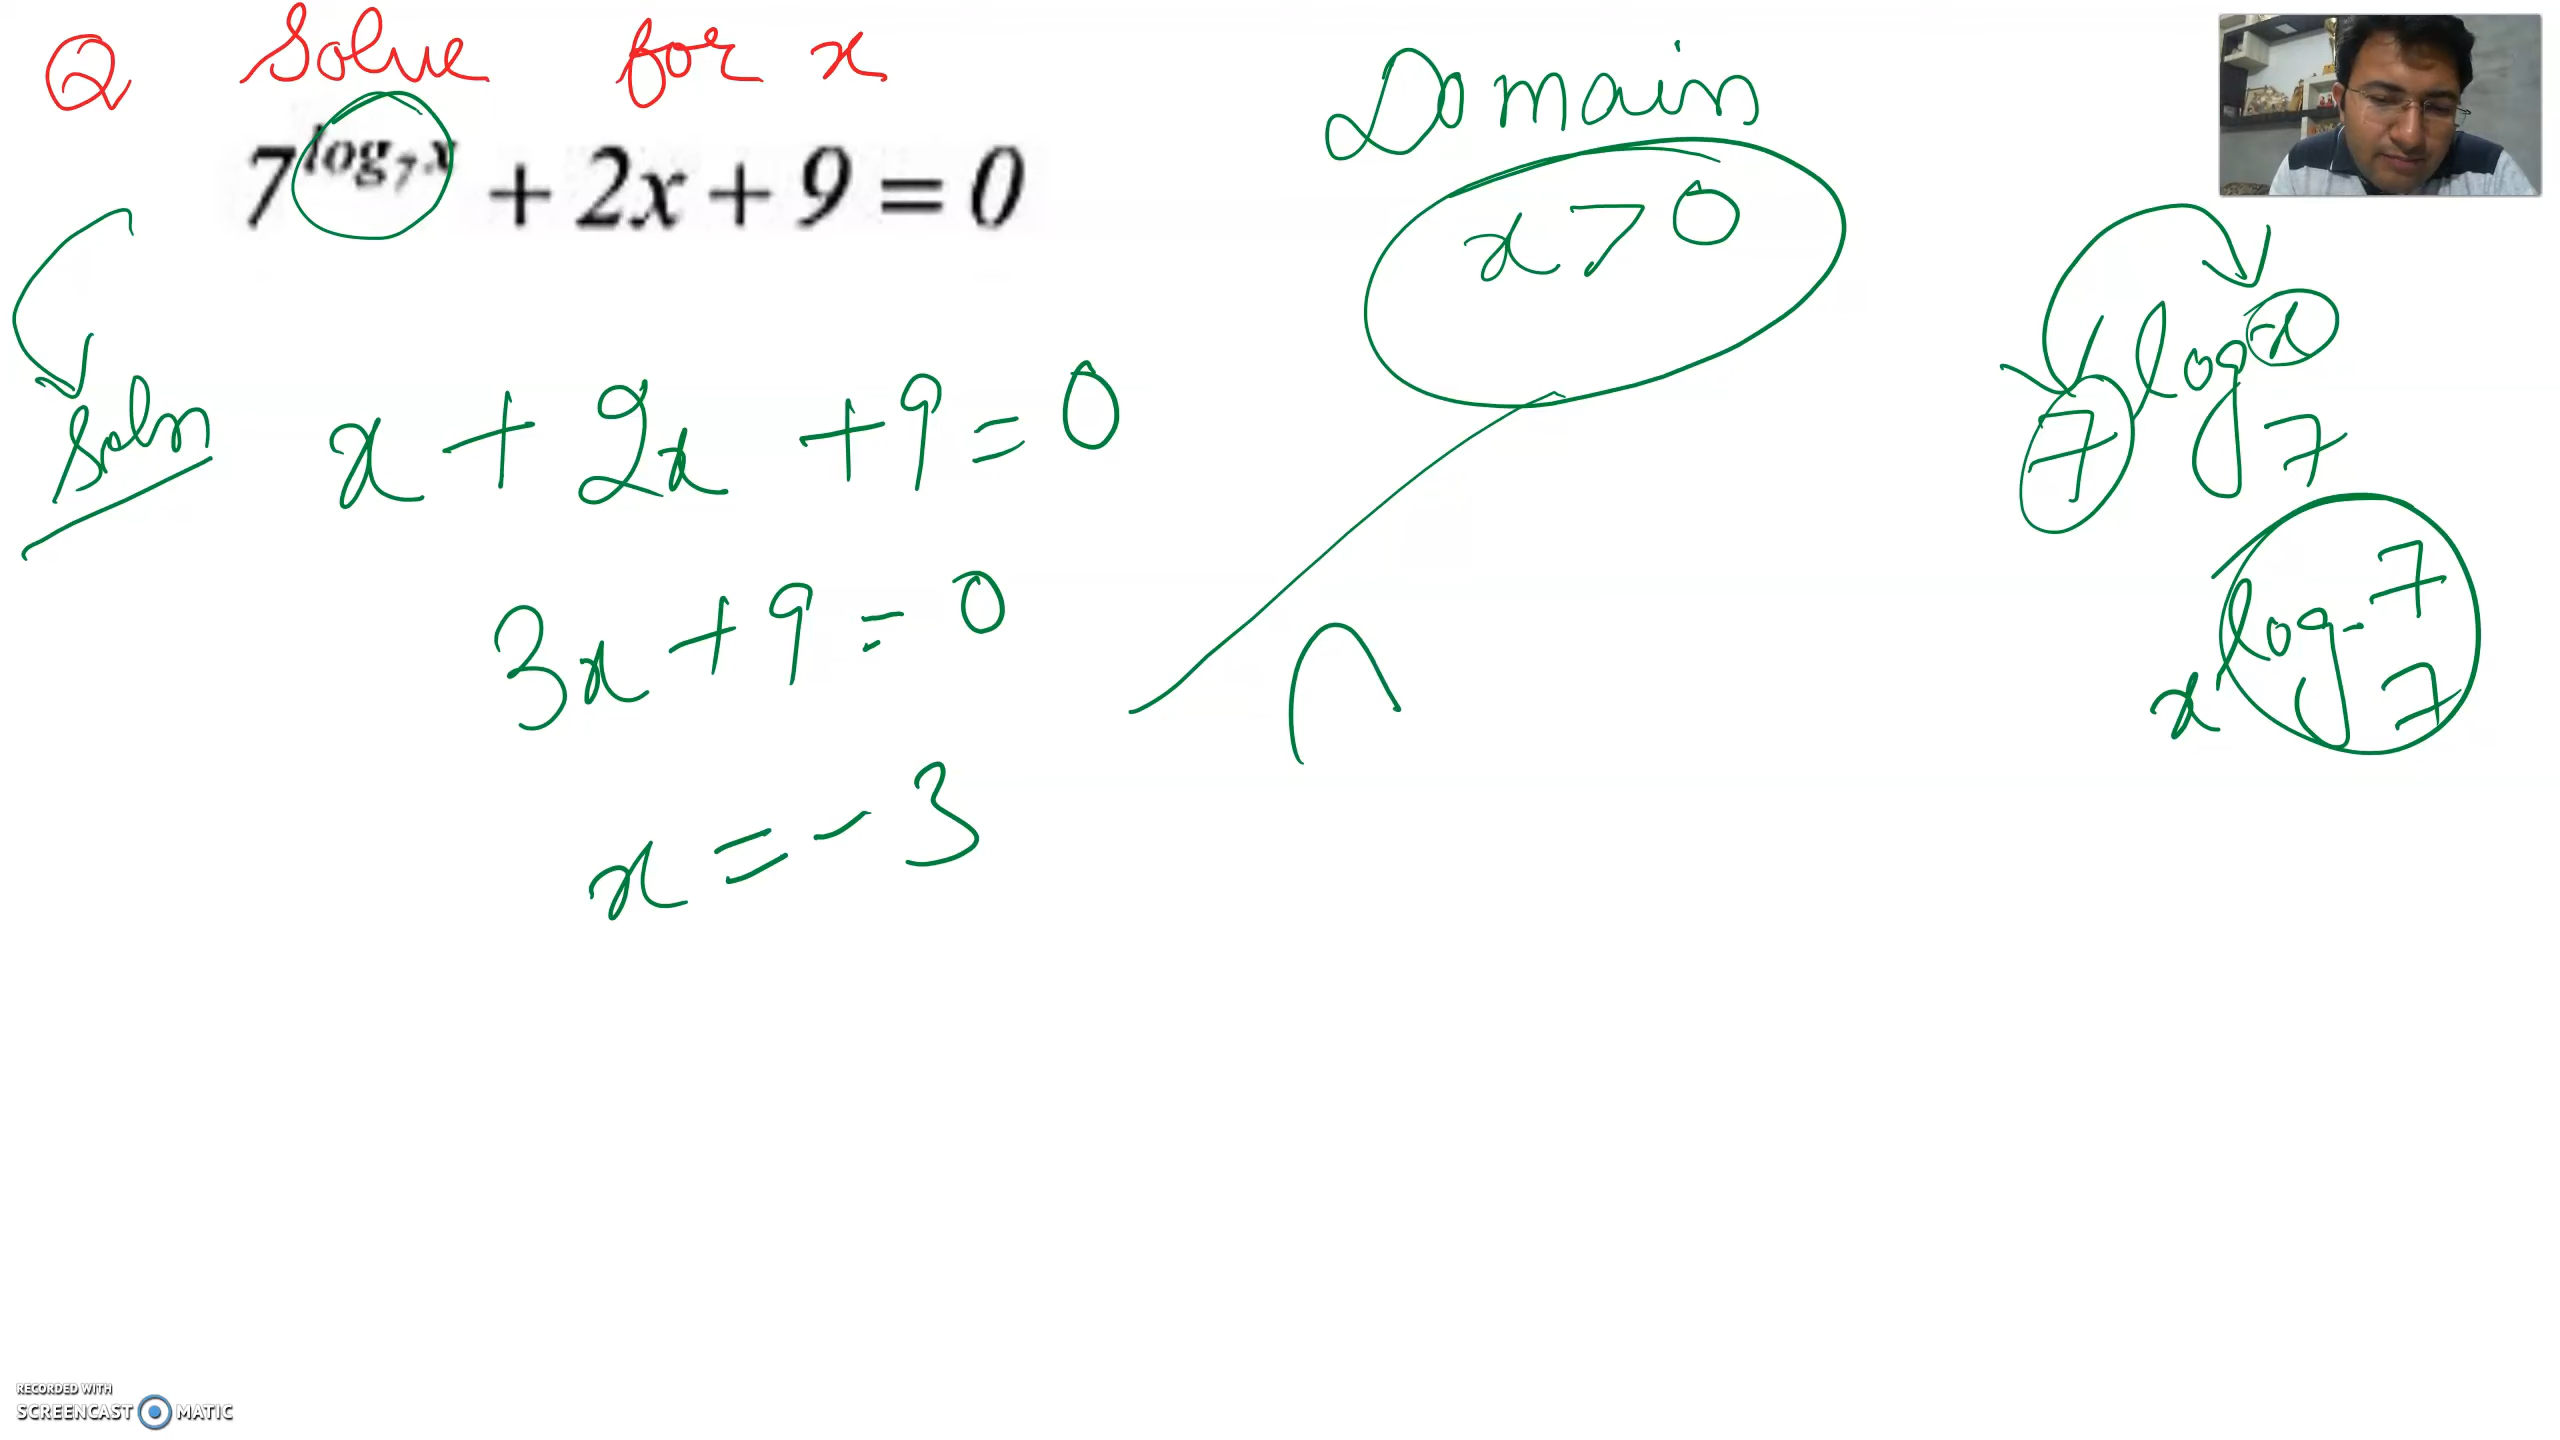 Q Solve for x
7^{log_7 x} + 2x + 9 = 0
Soln x + 2x + 9 = 0
3x + 9 = 0
x = -3
Domain
x > 0
7^{log_7 x}
x^{log_7 7}
RECORDED WITH
SCREENCAST MATIC